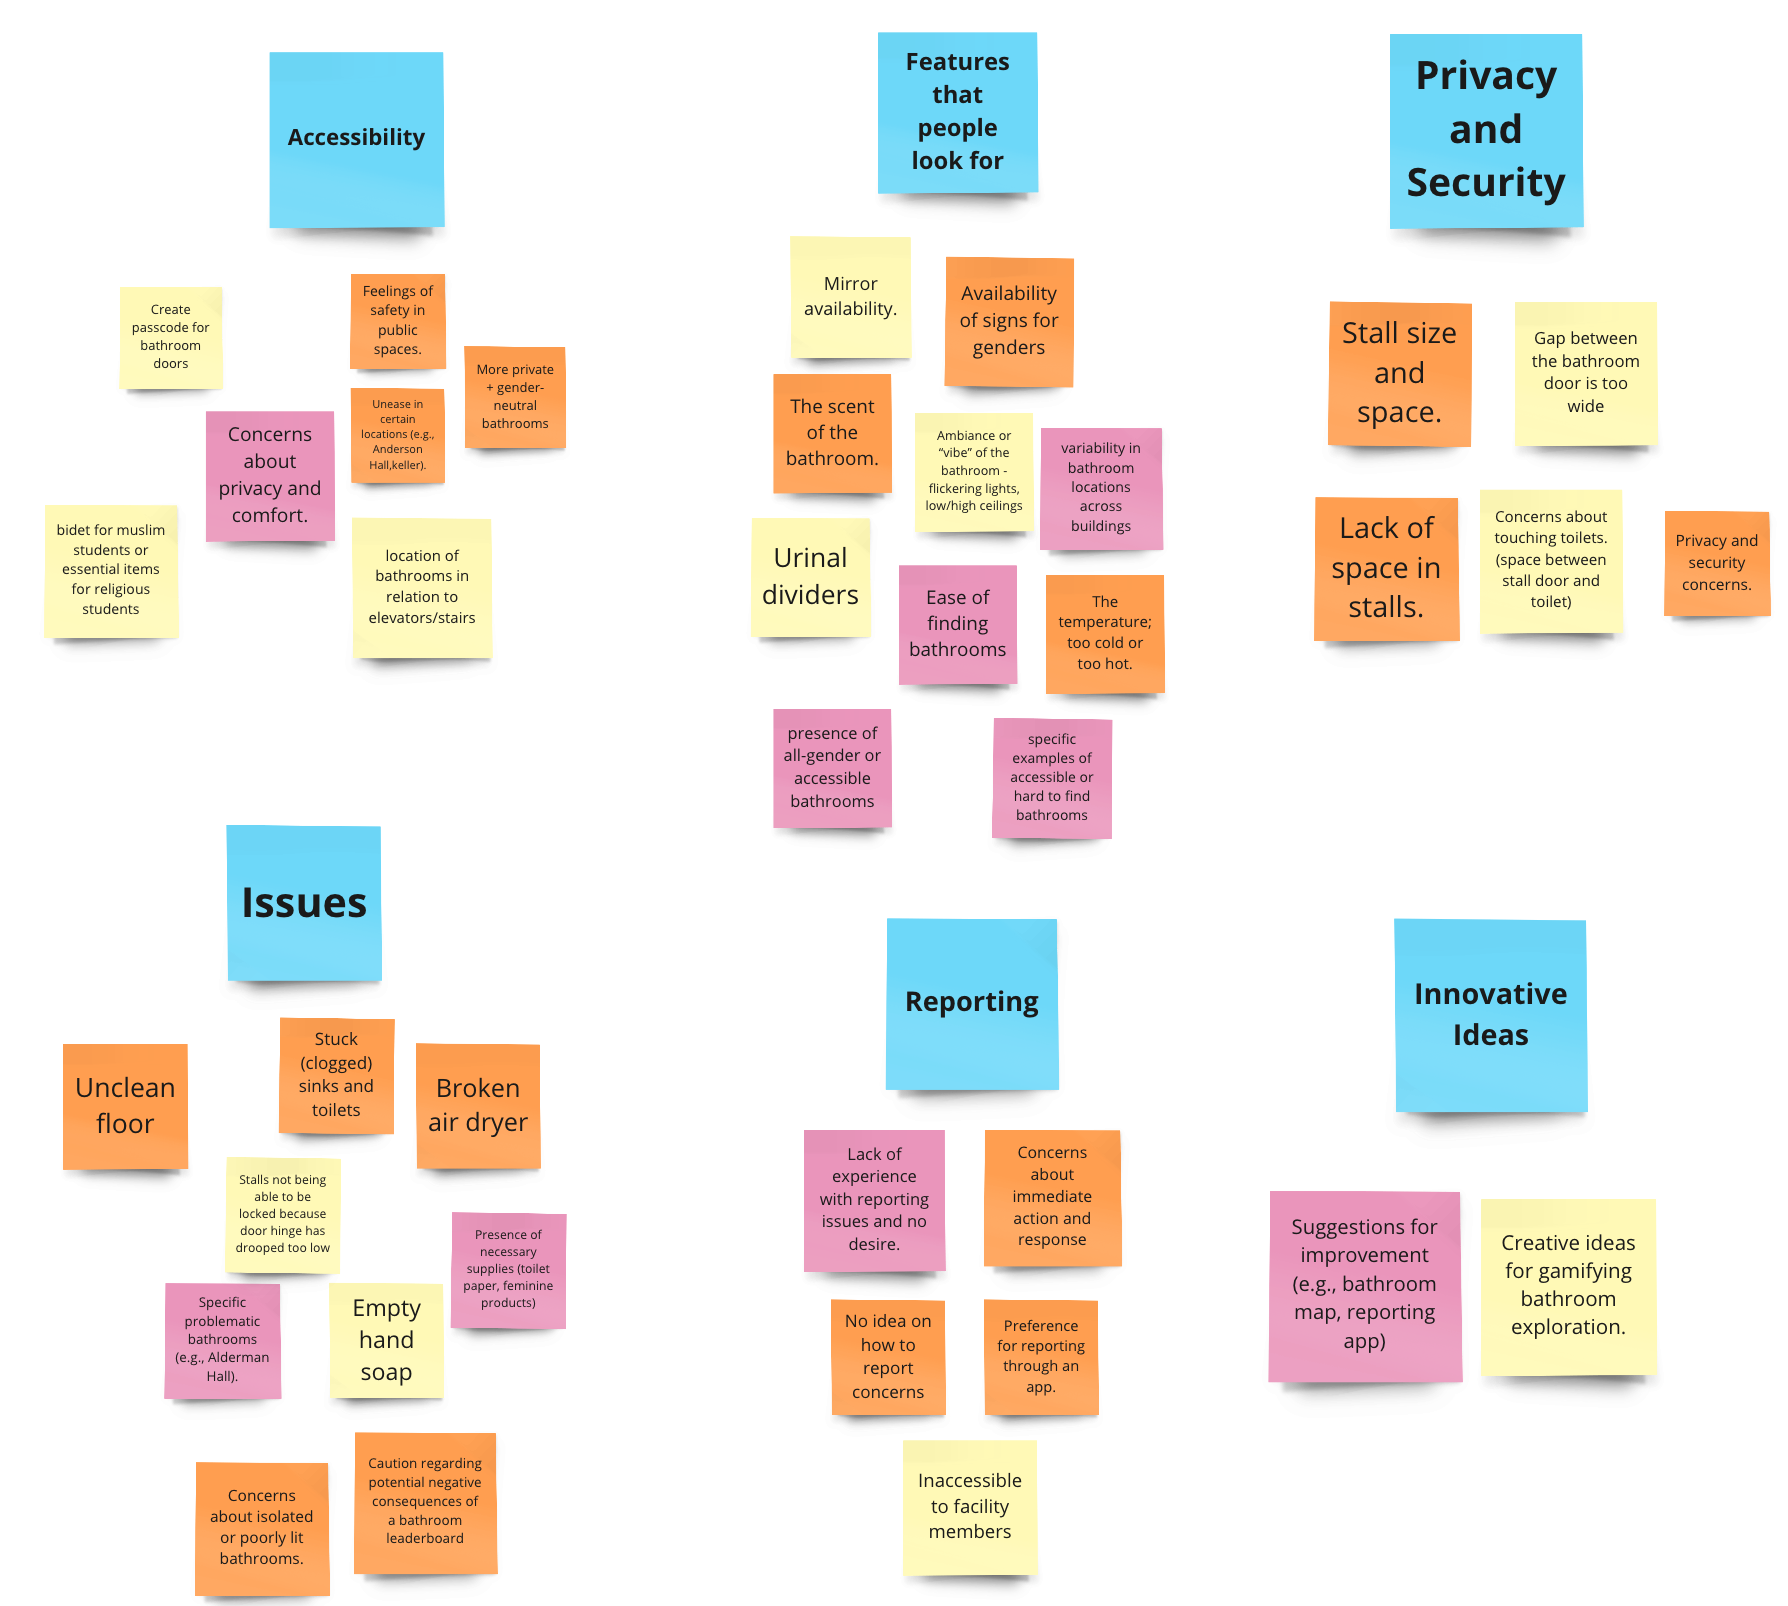 Accessibility
Create
passcode for
bathroom
doors
Feelings of
safety in
public
spaces.
More private
+ gender-
neutral
bathrooms
Unease in
certain
locations (e.g.,
Anderson
Hall,keller).
Concerns
about
privacy and
comfort.
bidet for muslim
students or
essential items
for religious
students
location of
bathrooms in
relation to
elevators/stairs
Features
that
people
look for
Mirror
availability.
Availability
of signs for
genders
The scent
of the
bathroom.
Ambiance or
“vibe” of the
bathroom -
flickering lights,
low/high ceilings
variability in
bathroom
locations
across
buildings
Urinal
dividers
Ease of
finding
bathrooms
The
temperature;
too cold or
too hot.
presence of
all-gender or
accessible
bathrooms
specific
examples of
accessible or
hard to find
bathrooms
Privacy
and
Security
Stall size
and
space.
Gap between
the bathroom
door is too
wide
Lack of
space in
stalls.
Concerns about
touching toilets.
(space between
stall door and
toilet)
Privacy and
security
concerns.
Issues
Unclean
floor
Stuck
(clogged)
sinks and
toilets
Broken
air dryer
Stalls not being
able to be
locked because
door hinge has
drooped too low
Presence of
necessary
supplies (toilet
paper, feminine
products)
Specific
problematic
bathrooms
(e.g., Alderman
Hall).
Empty
hand
soap
Concerns
about isolated
or poorly lit
bathrooms.
Caution regarding
potential negative
consequences of
a bathroom
leaderboard
Reporting
Lack of
experience
with reporting
issues and no
desire.
Concerns
about
immediate
action and
response
No idea on
how to
report
concerns
Preference
for reporting
through an
app.
Inaccessible
to facility
members
Innovative
Ideas
Suggestions for
improvement
(e.g., bathroom
map, reporting
app)
Creative ideas
for gamifying
bathroom
exploration.